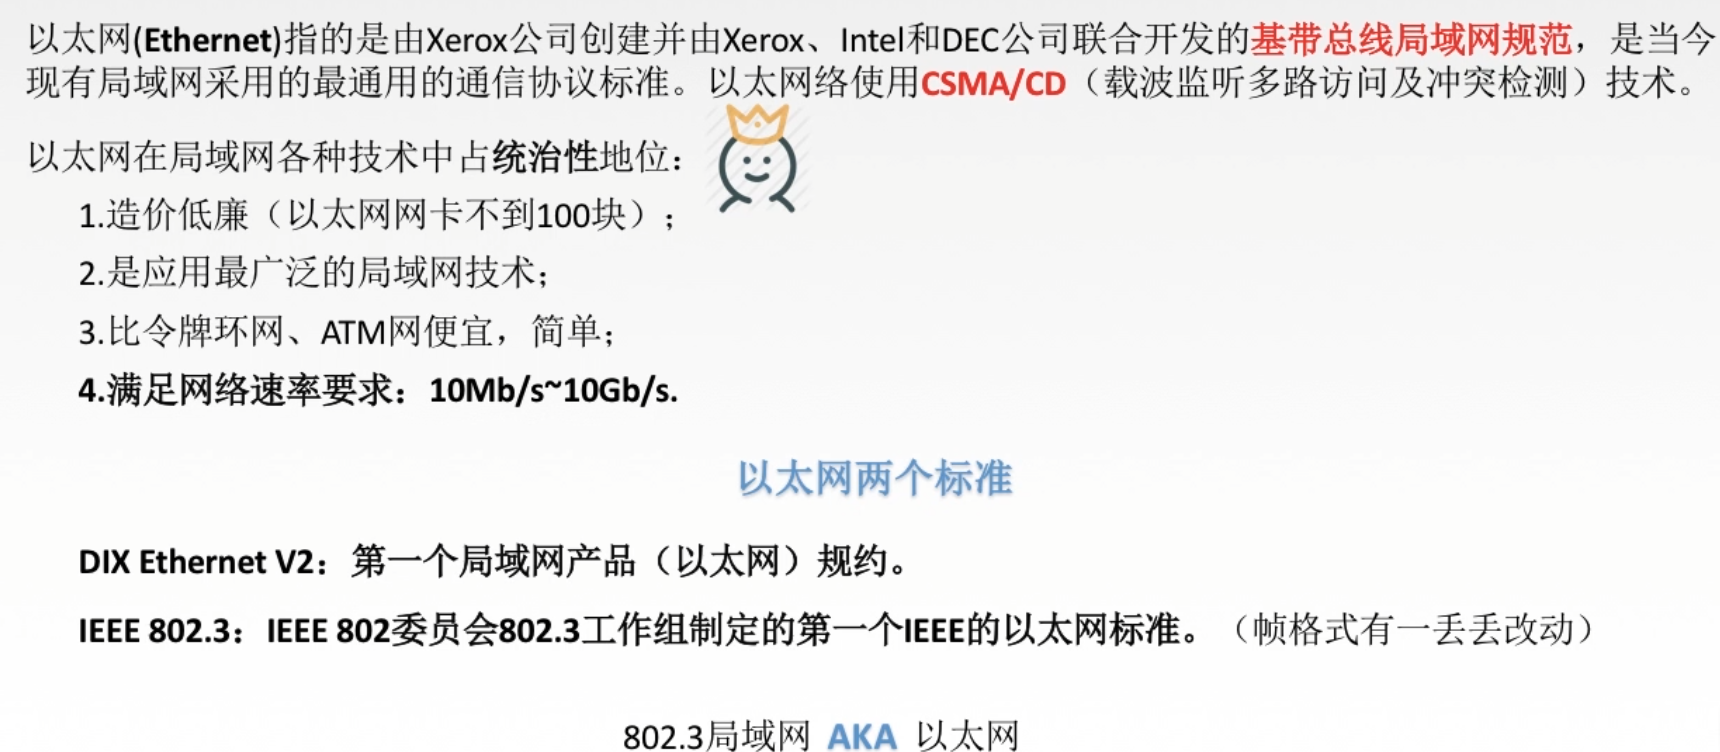 以太网(Ethernet)指的是由Xerox公司创建并由Xerox、Intel和DEC公司联合开发的基带总线局域网规范，是当今
现有局域网采用的最通用的通信协议标准。以太网络使用CSMA/CD（载波监听多路访问及冲突检测）技术。
以太网在局域网各种技术中占统治性地位：
1.造价低廉（以太网网卡不到100块）；
2.是应用最广泛的局域网技术；
3.比令牌环网、ATM网便宜，简单；
4.满足网络速率要求：10Mb/s~10Gb/s.
以太网两个标准
DIX Ethernet V2：第一个局域网产品（以太网）规约。
IEEE 802.3：IEEE 802委员会802.3工作组制定的第一个IEEE的以太网标准。（帧格式有一丢丢改动）
802.3局域网 AKA 以太网